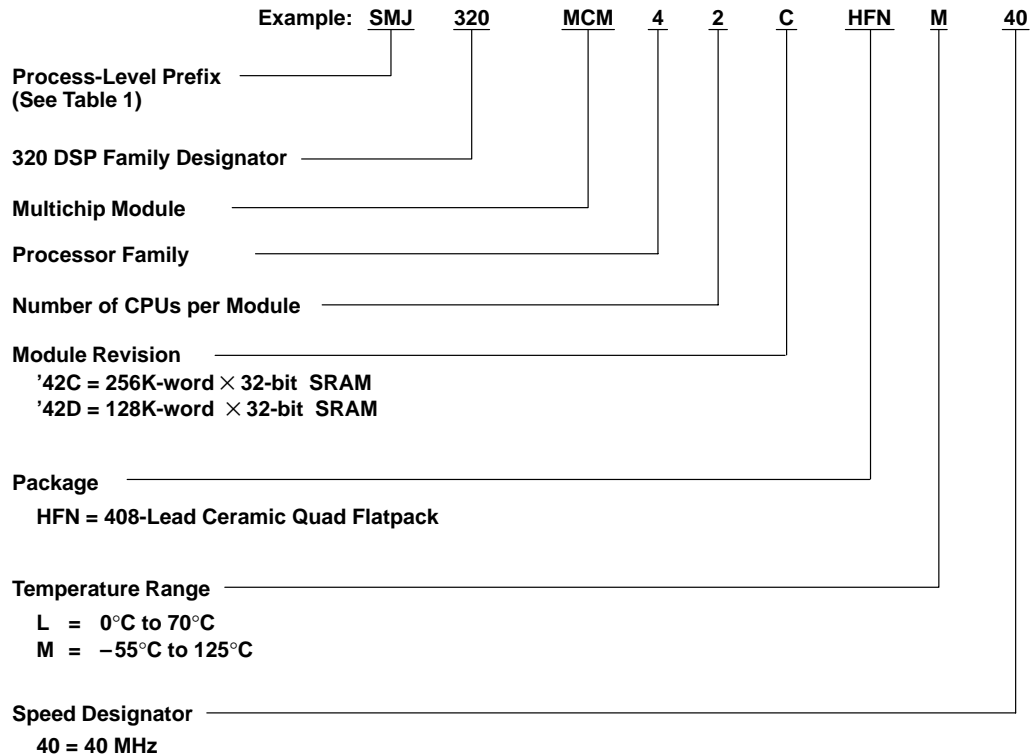 Example: SMJ 320 MCM 4 2 C HFN M 40
Process-Level Prefix
(See Table 1)
320 DSP Family Designator
Multichip Module
Processor Family
Number of CPUs per Module
Module Revision
’42C = 256K-word × 32-bit SRAM
’42D = 128K-word × 32-bit SRAM
Package
HFN = 408-Lead Ceramic Quad Flatpack
Temperature Range
L = 0°C to 70°C
M = –55°C to 125°C
Speed Designator
40 = 40 MHz